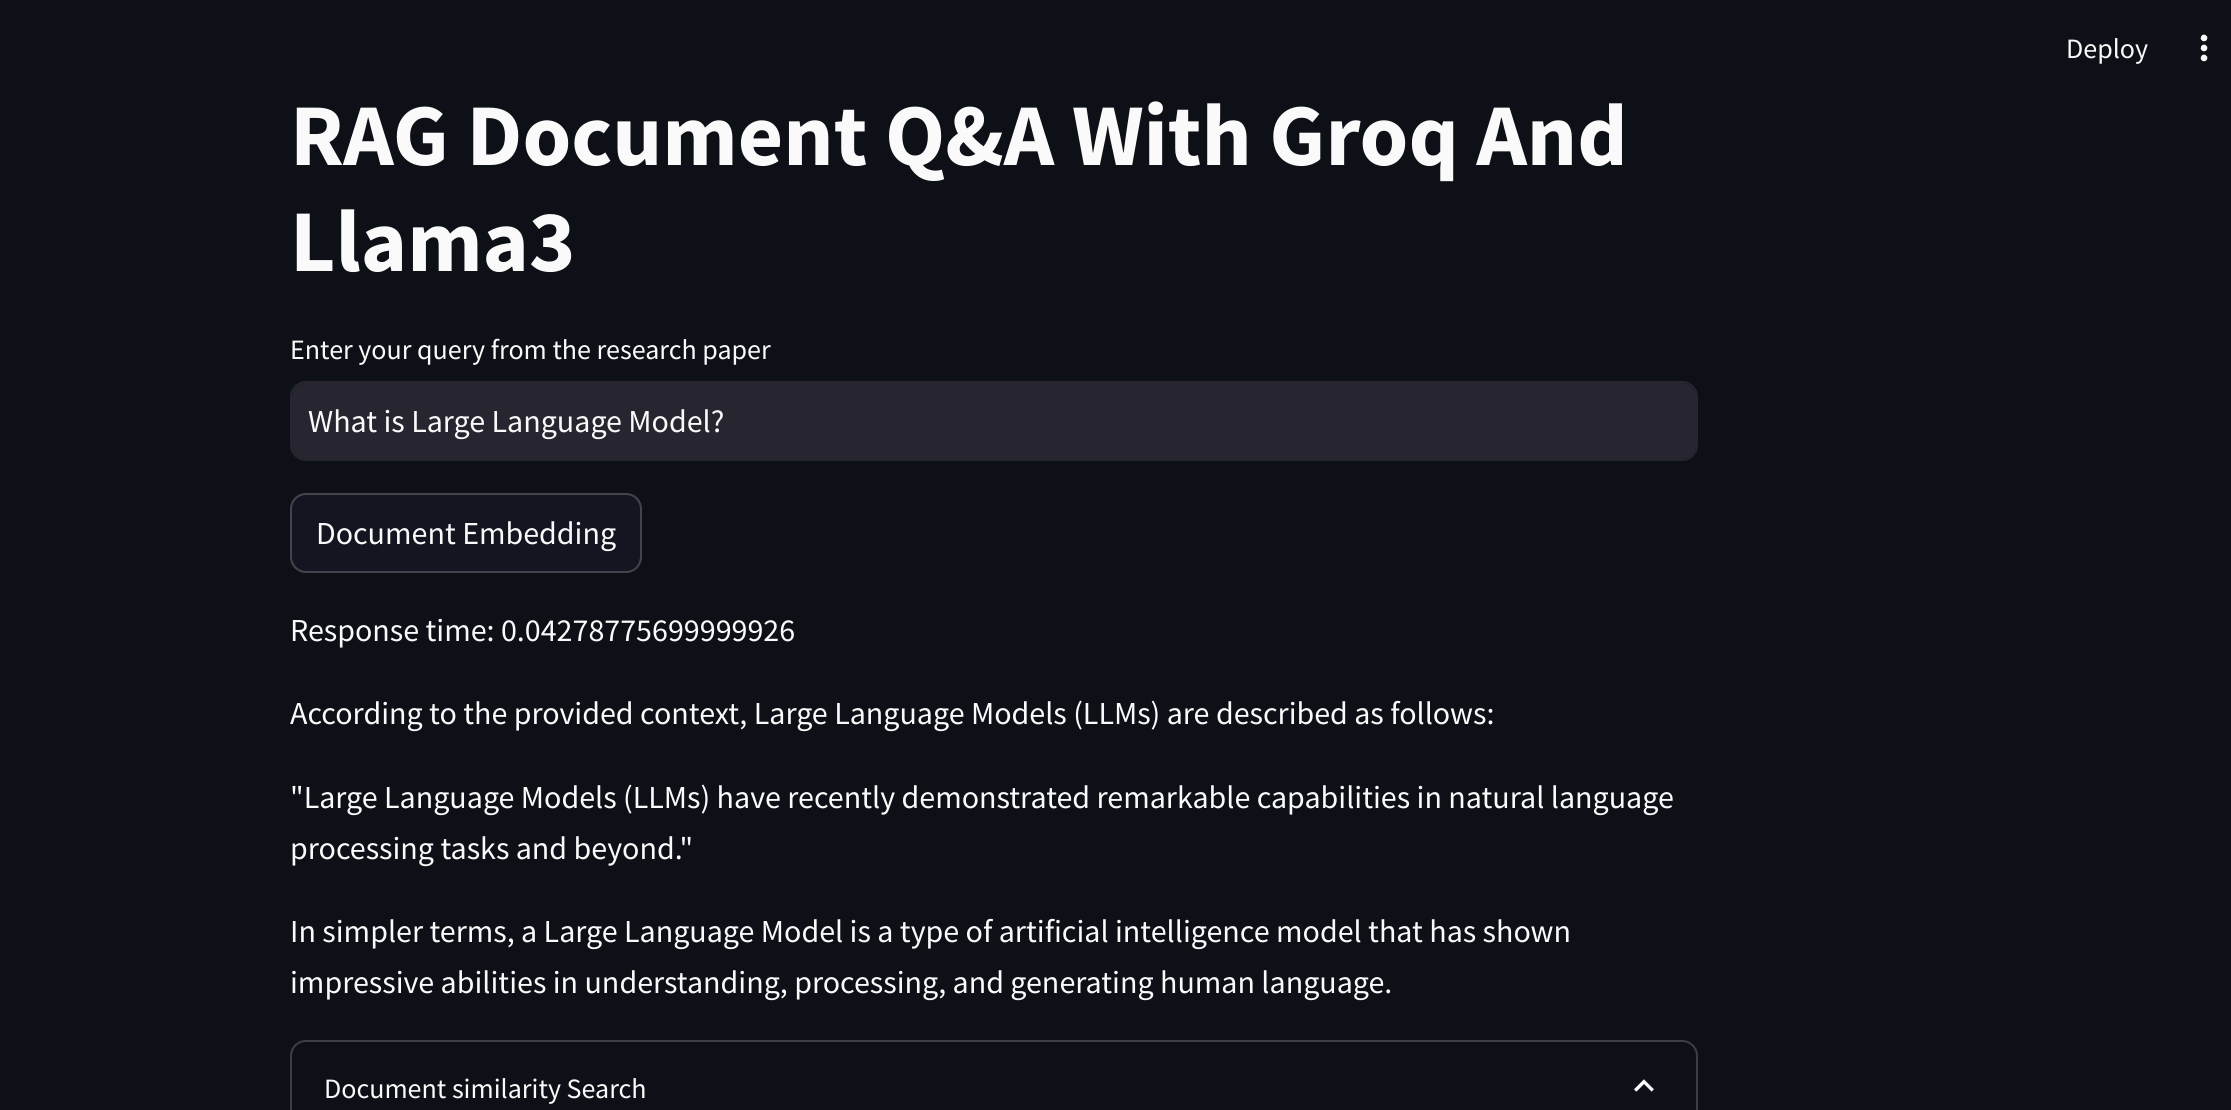 Deploy
RAG Document Q&A With Groq And
Llama3
Enter your query from the research paper
What is Large Language Model?
Document Embedding
Response time: 0.04278775699999926
According to the provided context, Large Language Models (LLMs) are described as follows:
"Large Language Models (LLMs) have recently demonstrated remarkable capabilities in natural language
processing tasks and beyond."
In simpler terms, a Large Language Model is a type of artificial intelligence model that has shown
impressive abilities in understanding, processing, and generating human language.
Document similarity Search